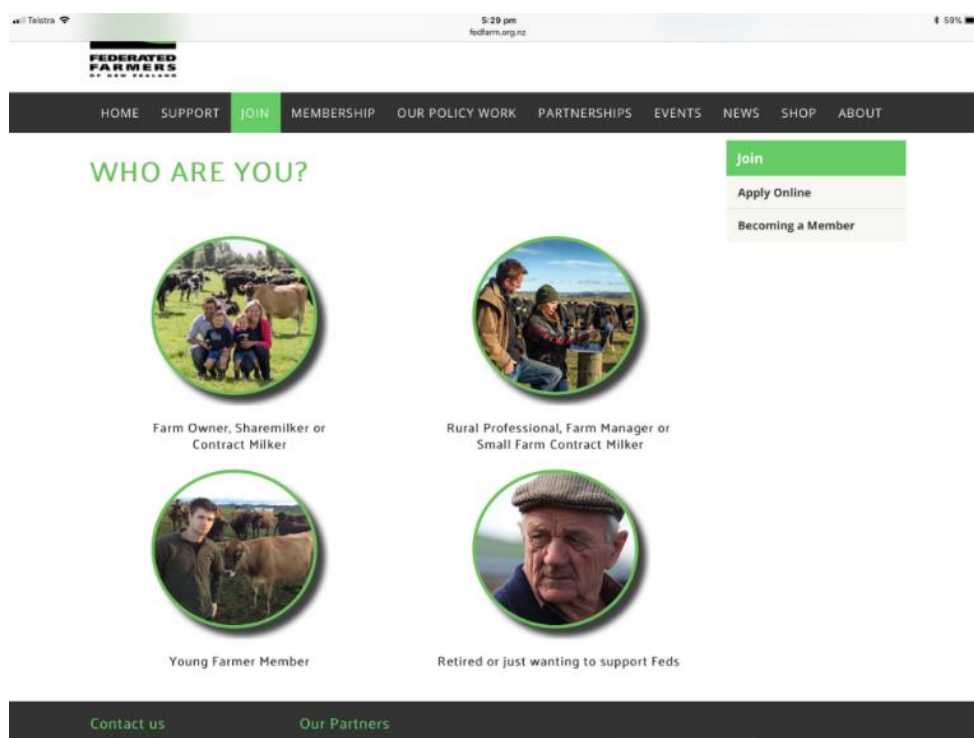 Telstra
5:29 pm
fedfarm.org.nz
59%
FEDERATED
FARMERS
OF NEW ZEALAND
HOME SUPPORT JOIN MEMBERSHIP OUR POLICY WORK PARTNERSHIPS EVENTS NEWS SHOP ABOUT
WHO ARE YOU?
Join
Apply Online
Becoming a Member
Farm Owner, Sharemilker or
Contract Milker
Rural Professional, Farm Manager or
Small Farm Contract Milker
Young Farmer Member
Retired or just wanting to support Feds
Contact us
Our Partners